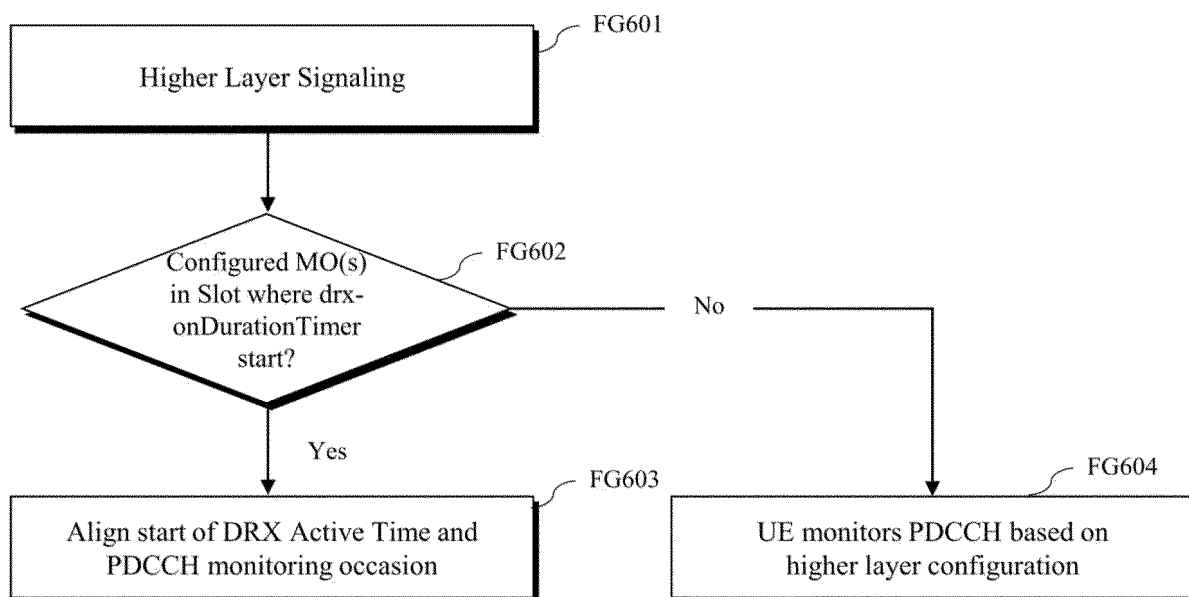 FG601
Higher Layer Signaling
FG602
Configured MO(s)
in Slot where drx-
onDurationTimer
start?
No
Yes
FG603
Align start of DRX Active Time and
PDCCH monitoring occasion
FG604
UE monitors PDCCH based on
higher layer configuration